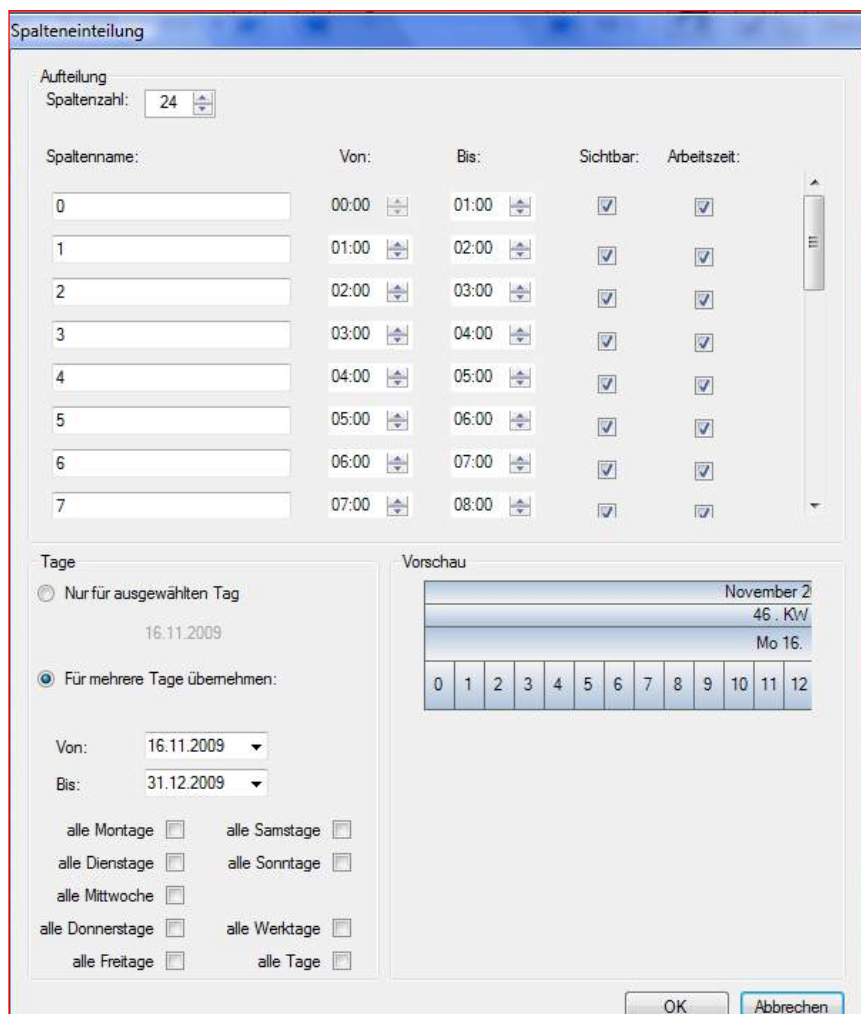 Spalteneinteilung
Aufteilung
Spaltenzahl: 24
Spaltenname: Von: Bis: Sichtbar: Arbeitszeit:
0 00:00 01:00
1 01:00 02:00
2 02:00 03:00
3 03:00 04:00
4 04:00 05:00
5 05:00 06:00
6 06:00 07:00
7 07:00 08:00
Tage
Nur für ausgewählten Tag
16.11.2009
Für mehrere Tage übernehmen:
Von: 16.11.2009
Bis: 31.12.2009
alle Montage alle Samstage
alle Dienstage alle Sonntage
alle Mittwoche
alle Donnerstage alle Werktage
alle Freitage alle Tage
Vorschau
November 2
46 . KW
Mo 16.
0 1 2 3 4 5 6 7 8 9 10 11 12
OK Abbrechen